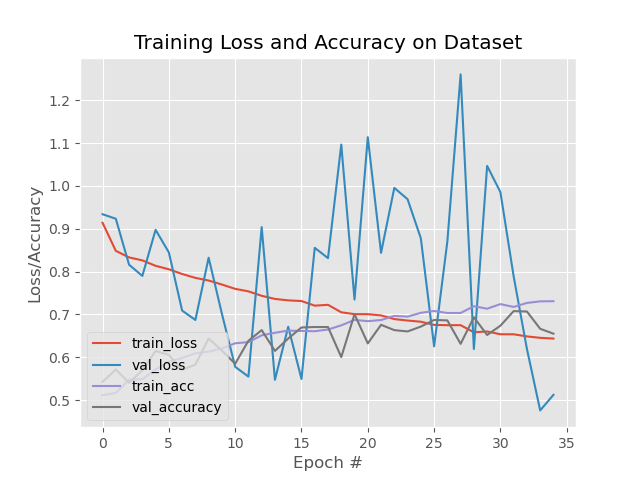 Training Loss and Accuracy on Dataset
Loss/Accuracy
1.2
1.1
1.0
0.9
0.8
0.7
0.6
0.5
train_loss
val_loss
train_acc
val_accuracy
0 5 10 15 20 25 30 35
Epoch #